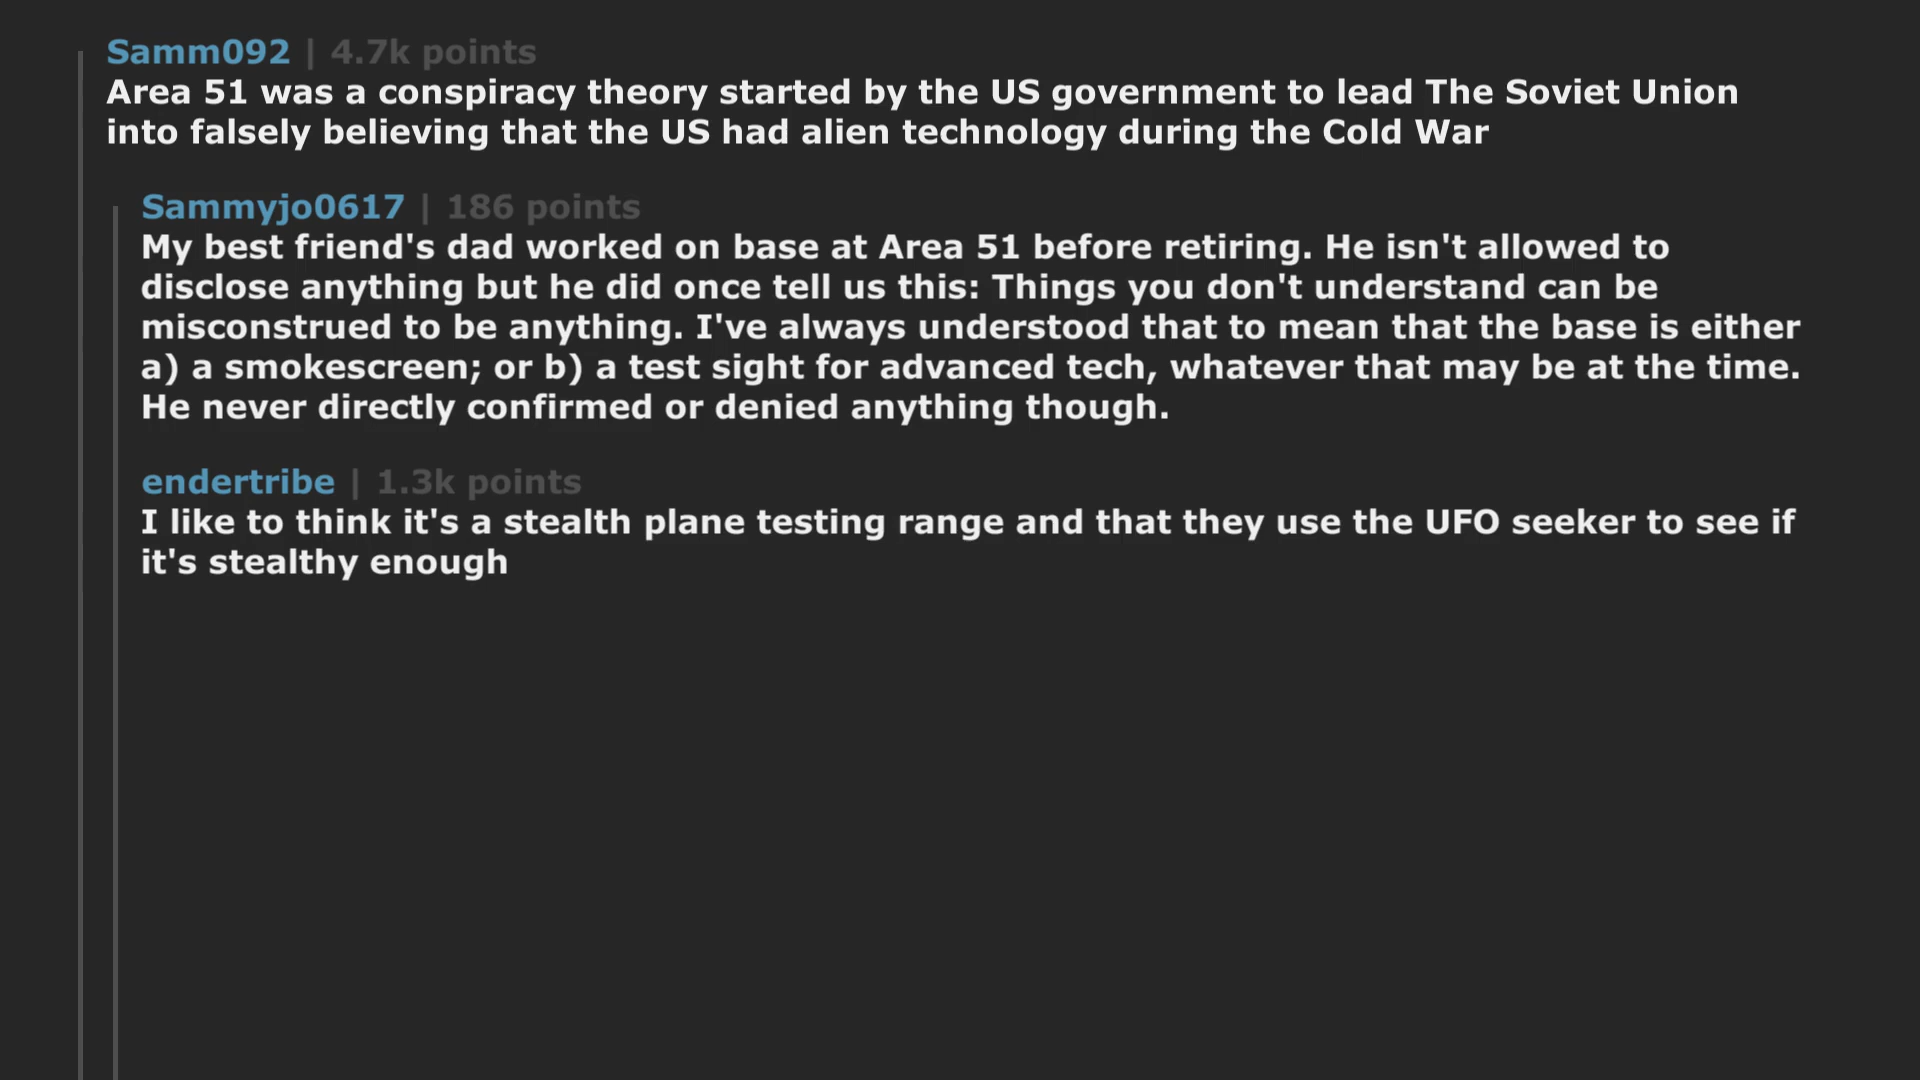 Samm092 | 4.7k points
Area 51 was a conspiracy theory started by the US government to lead The Soviet Union
into falsely believing that the US had alien technology during the Cold War
Sammyjo0617 | 186 points
My best friend's dad worked on base at Area 51 before retiring. He isn't allowed to
disclose anything but he did once tell us this: Things you don't understand can be
misconstrued to be anything. I've always understood that to mean that the base is either
a) a smokescreen; or b) a test sight for advanced tech, whatever that may be at the time.
He never directly confirmed or denied anything though.
endertribe | 1.3k points
I like to think it's a stealth plane testing range and that they use the UFO seeker to see if
it's stealthy enough